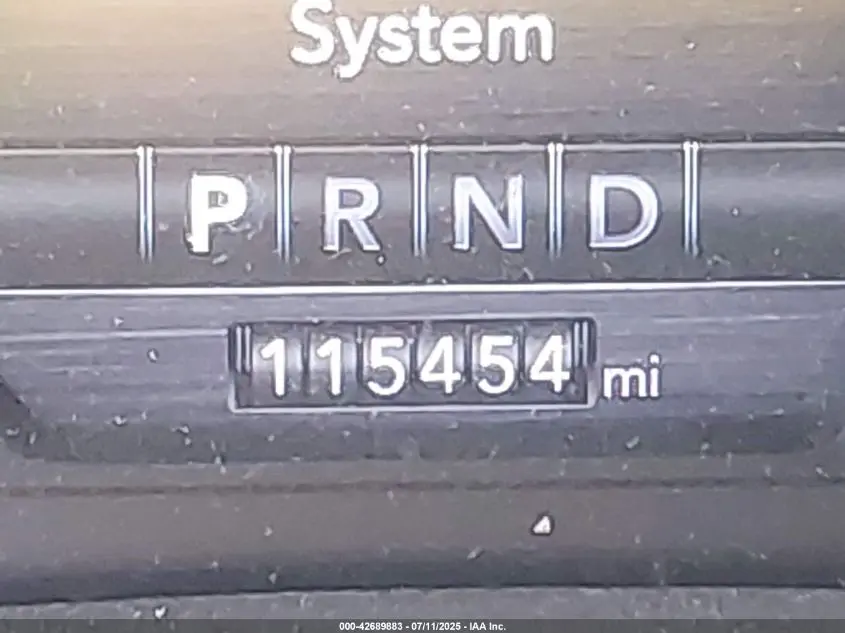 System
P R N D
115454 mi
000-42689883 - 07/11/2025 - IAA Inc.